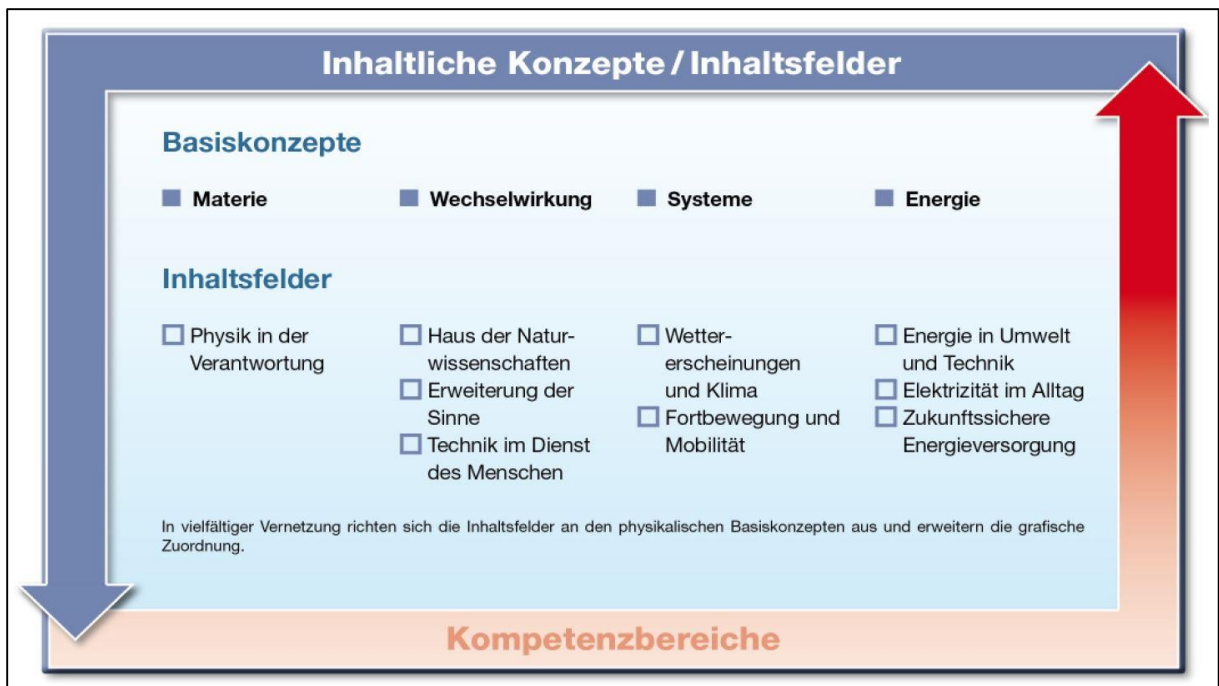 Inhaltliche Konzepte / Inhaltsfelder
Basiskonzepte
Materie
Wechselwirkung
Systeme
Energie
Inhaltsfelder
Physik in der
Verantwortung
Haus der Natur-
wissenschaften
Erweiterung der
Sinne
Technik im Dienst
des Menschen
Wetter-
erscheinungen
und Klima
Fortbewegung und
Mobilität
Energie in Umwelt
und Technik
Elektrizität im Alltag
Zukunftssichere
Energieversorgung
In vielfältiger Vernetzung richten sich die Inhaltsfelder an den physikalischen Basiskonzepten aus und erweitern die grafische
Zuordnung.
Kompetenzbereiche